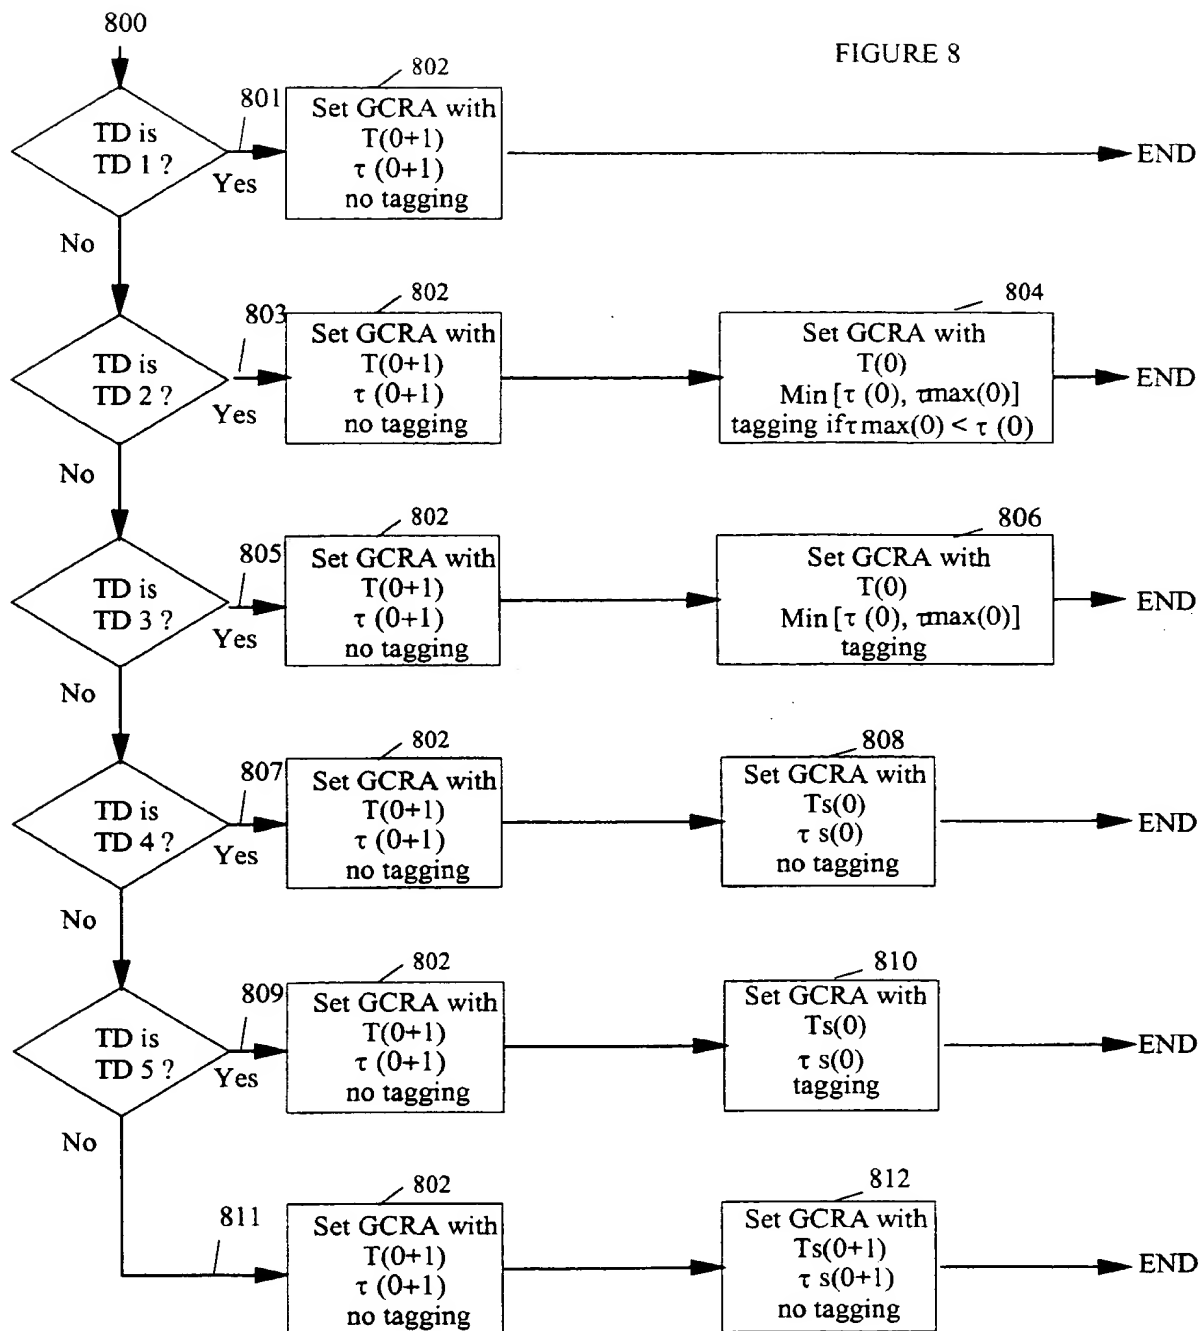 800
FIGURE 8
TD is
TD 1 ?
801
Yes
802
Set GCRA with
T(0+1)
τ (0+1)
no tagging
END
No
TD is
TD 2 ?
803
Yes
802
Set GCRA with
T(0+1)
τ (0+1)
no tagging
804
Set GCRA with
T(0)
Min [τ (0), τmax(0)]
tagging if τ max(0) < τ (0)
END
No
TD is
TD 3 ?
805
Yes
802
Set GCRA with
T(0+1)
τ (0+1)
no tagging
806
Set GCRA with
T(0)
Min [τ (0), τmax(0)]
tagging
END
No
TD is
TD 4 ?
807
Yes
802
Set GCRA with
T(0+1)
τ (0+1)
no tagging
808
Set GCRA with
Ts(0)
τ s(0)
no tagging
END
No
TD is
TD 5 ?
809
Yes
802
Set GCRA with
T(0+1)
τ (0+1)
no tagging
810
Set GCRA with
Ts(0)
τ s(0)
tagging
END
No
811
802
Set GCRA with
T(0+1)
τ (0+1)
no tagging
812
Set GCRA with
Ts(0+1)
τ s(0+1)
no tagging
END